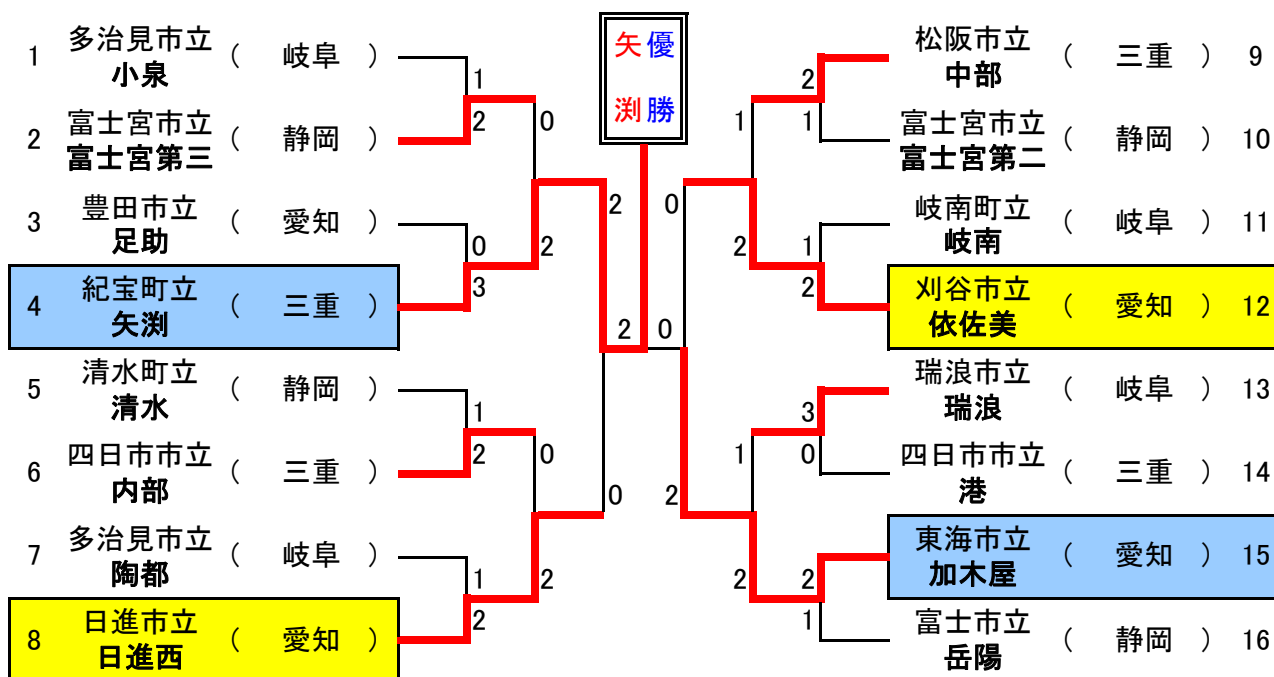 矢優
渕勝
1 多治見市立 ( 岐阜 )
小泉
2 富士宮市立 ( 静岡 )
富士宮第三
3 豊田市立 ( 愛知 )
足助
4 紀宝町立 ( 三重 )
矢渕
5 清水町立 ( 静岡 )
清水
6 四日市市立 ( 三重 )
内部
7 多治見市立 ( 岐阜 )
陶都
8 日進市立 ( 愛知 )
日進西
1
2
0
0
3
2
2
1
2
0
1
2
2
0
2
0
松阪市立 ( 三重 ) 9
中部
富士宮市立 ( 静岡 ) 10
富士宮第二
岐南町立 ( 岐阜 ) 11
岐南
刈谷市立 ( 愛知 ) 12
依佐美
瑞浪市立 ( 岐阜 ) 13
瑞浪
四日市市立 ( 三重 ) 14
港
東海市立 ( 愛知 ) 15
加木屋
富士市立 ( 静岡 ) 16
岳陽
2
1
1
0
2
1
2
3
1
0
2
2
2
1